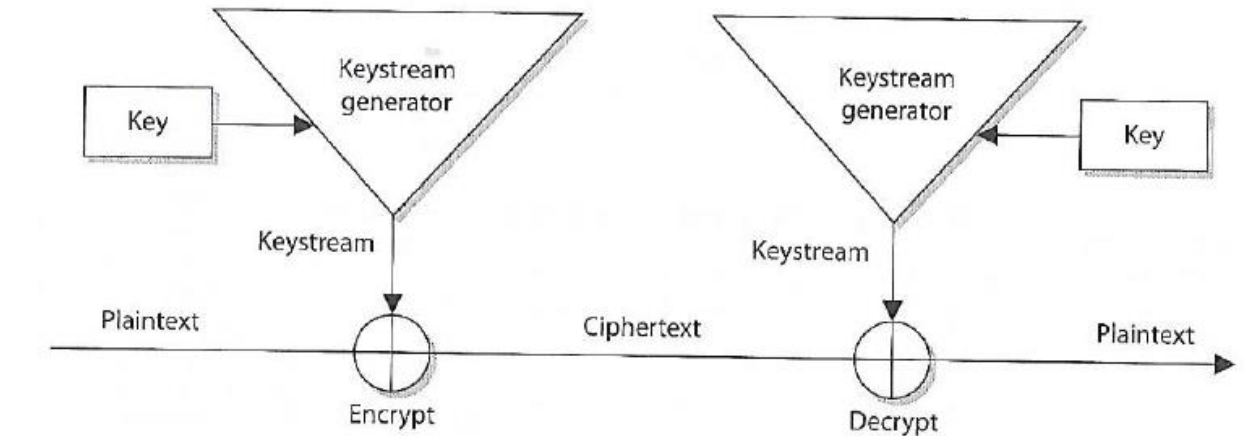 Keystream
generator
Keystream
generator
Key
Key
Keystream
Keystream
Plaintext
Ciphertext
Plaintext
Encrypt
Decrypt